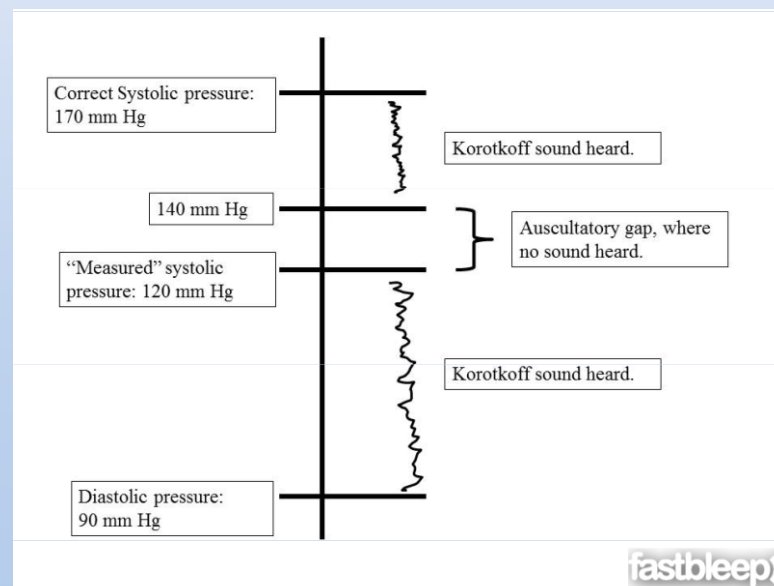 Correct Systolic pressure:
170 mm Hg
Korotkoff sound heard.
140 mm Hg
Auscultatory gap, where
no sound heard.
“Measured” systolic
pressure: 120 mm Hg
Korotkoff sound heard.
Diastolic pressure:
90 mm Hg
fastbleep